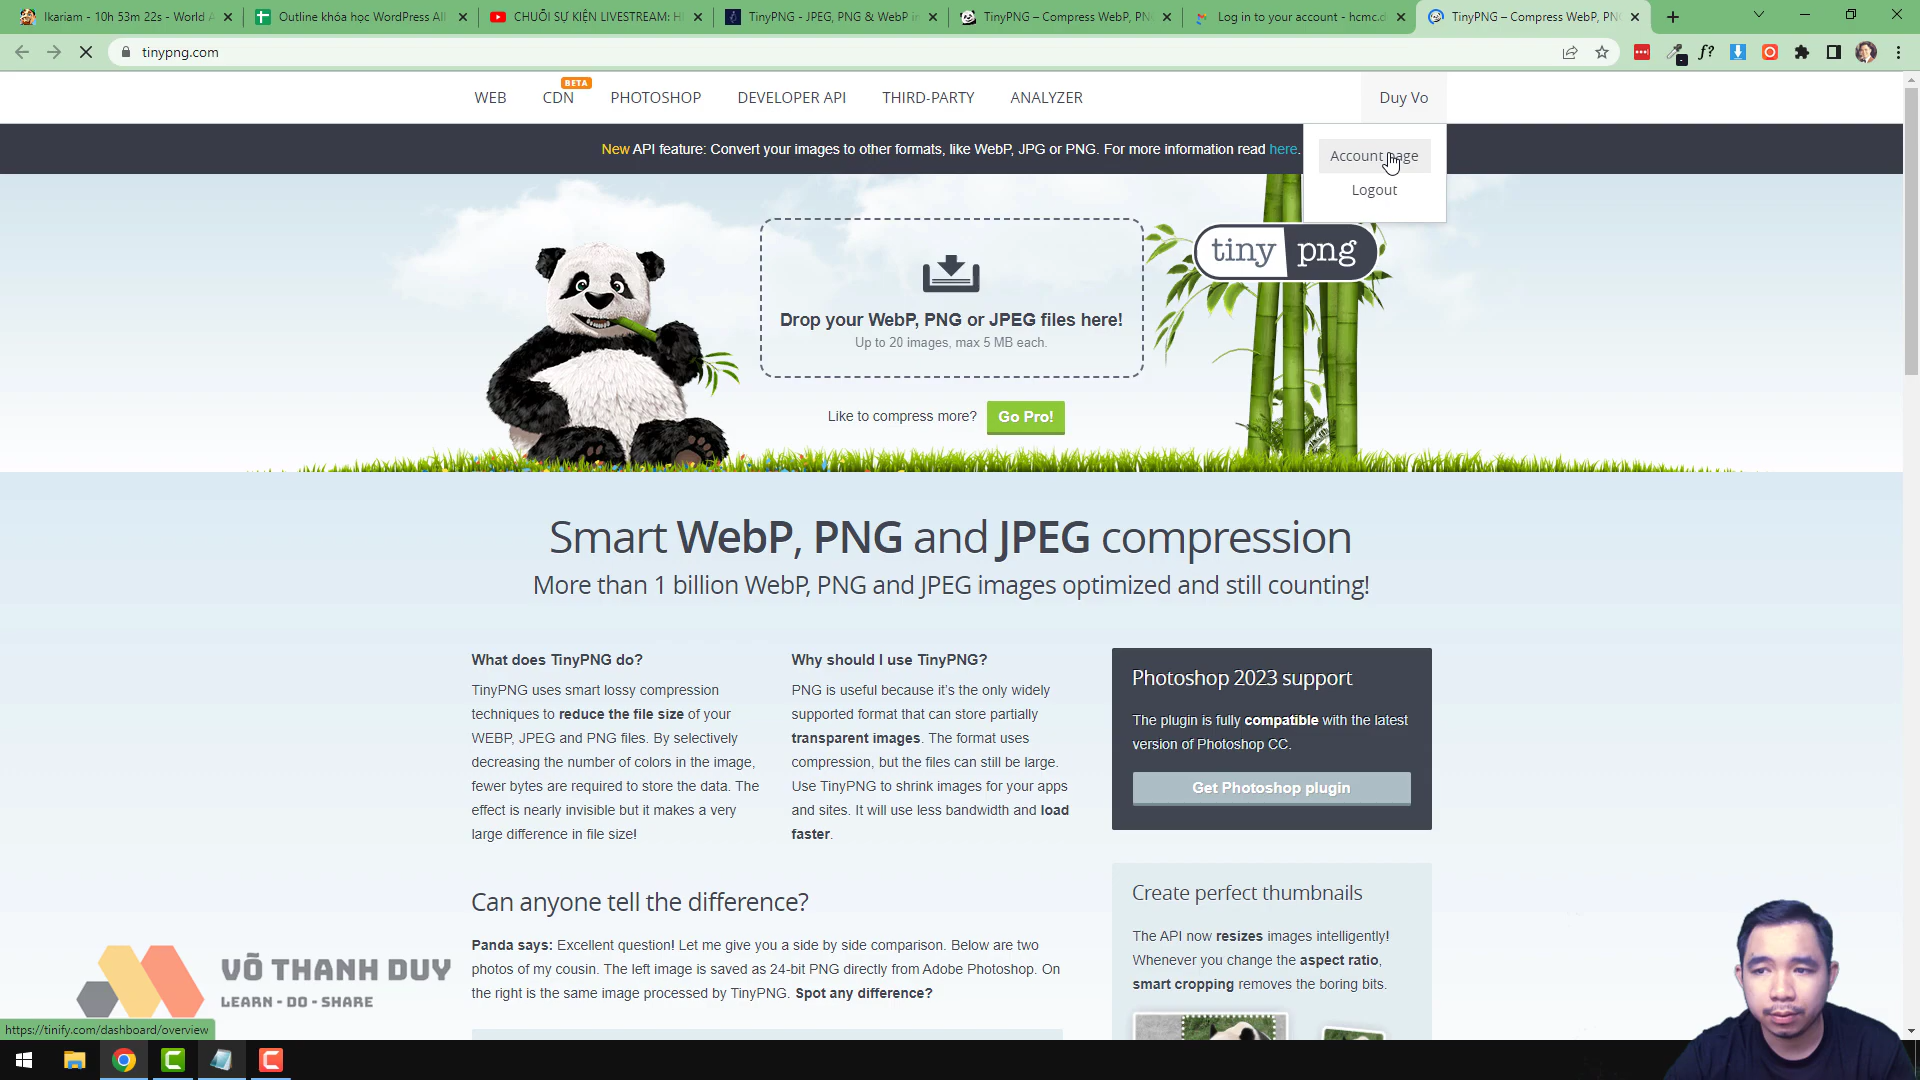 Ikariam - 10h 53m 22s - World A
Outline khóa học WordPress All
CHUỖI SỰ KIỆN LIVESTREAM: H
TinyPNG - JPEG, PNG & WebP i
TinyPNG – Compress WebP, PN
Log in to your account - hcmc.d
TinyPNG – Compress WebP, PN
tinypng.com
WEB
CDN
BETA
PHOTOSHOP
DEVELOPER API
THIRD-PARTY
ANALYZER
Duy Vo
New API feature: Convert your images to other formats, like WebP, JPG or PNG. For more information read here.
Account page
Logout
tiny png
Drop your WebP, PNG or JPEG files here!
Up to 20 images, max 5 MB each.
Like to compress more?
Go Pro!
Smart WebP, PNG and JPEG compression
More than 1 billion WebP, PNG and JPEG images optimized and still counting!
What does TinyPNG do?
TinyPNG uses smart lossy compression
techniques to reduce the file size of your
WEBP, JPEG and PNG files. By selectively
decreasing the number of colors in the image,
fewer bytes are required to store the data. The
effect is nearly invisible but it makes a very
large difference in file size!
Why should I use TinyPNG?
PNG is useful because it's the only widely
supported format that can store partially
transparent images. The format uses
compression, but the files can still be large.
Use TinyPNG to shrink images for your apps
and sites. It will use less bandwidth and load
faster.
Photoshop 2023 support
The plugin is fully compatible with the latest
version of Photoshop CC.
Get Photoshop plugin
Can anyone tell the difference?
Panda says: Excellent question! Let me give you a side by side comparison. Below are two
photos of my cousin. The left image is saved as 24-bit PNG directly from Adobe Photoshop. On
the right is the same image processed by TinyPNG. Spot any difference?
Create perfect thumbnails
The API now resizes images intelligently!
Whenever you change the aspect ratio,
smart cropping removes the boring bits.
VÕ THANH DUY
LEARN - DO - SHARE
https://tinify.com/dashboard/overview